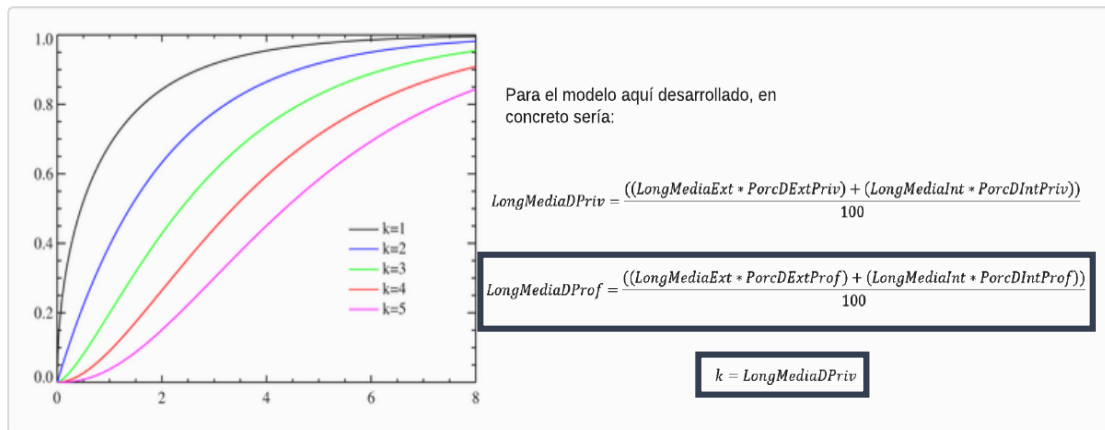 1.0
0.8
0.6
0.4
0.2
0.0
0 2 4 6 8
k=1
k=2
k=3
k=4
k=5
Para el modelo aquí desarrollado, en
concreto sería:
LongMediaDPriv = ((LongMediaExt * PorcDExtPriv) + (LongMediaInt * PorcDIntPriv))
100
LongMediaDProf = ((LongMediaExt * PorcDExtProf) + (LongMediaInt * PorcDIntProf))
100
k = LongMediaDPriv